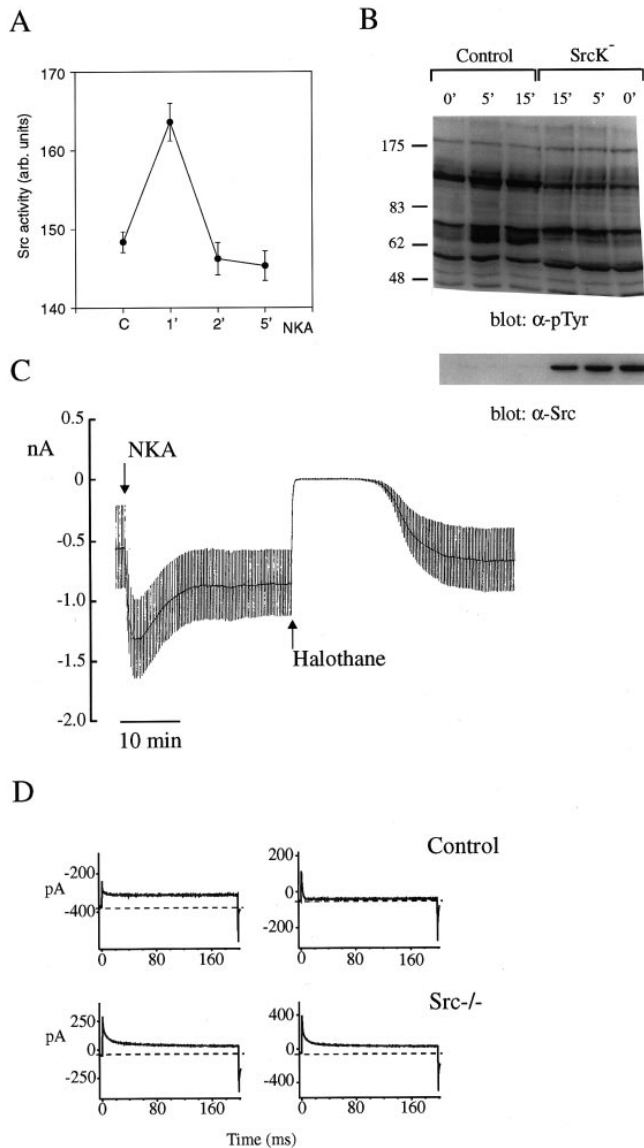 A
170
160
150
140
Src activity (arb. units)
C 1' 2' 5' NKA
B
Control SrcK-
0' 5' 15' 15' 5' 0'
175
83
62
48
blot: α-pTyr
blot: α-Src
C
nA
0.5
0
-0.5
-1.0
-1.5
-2.0
NKA
Halothane
10 min
D
Control
pA
-200
-400
0 80 160
200
0
-200
0 80 160
Src-/-
pA
250
0
-250
0 80 160
400
0
-400
0 80 160
Time (ms)